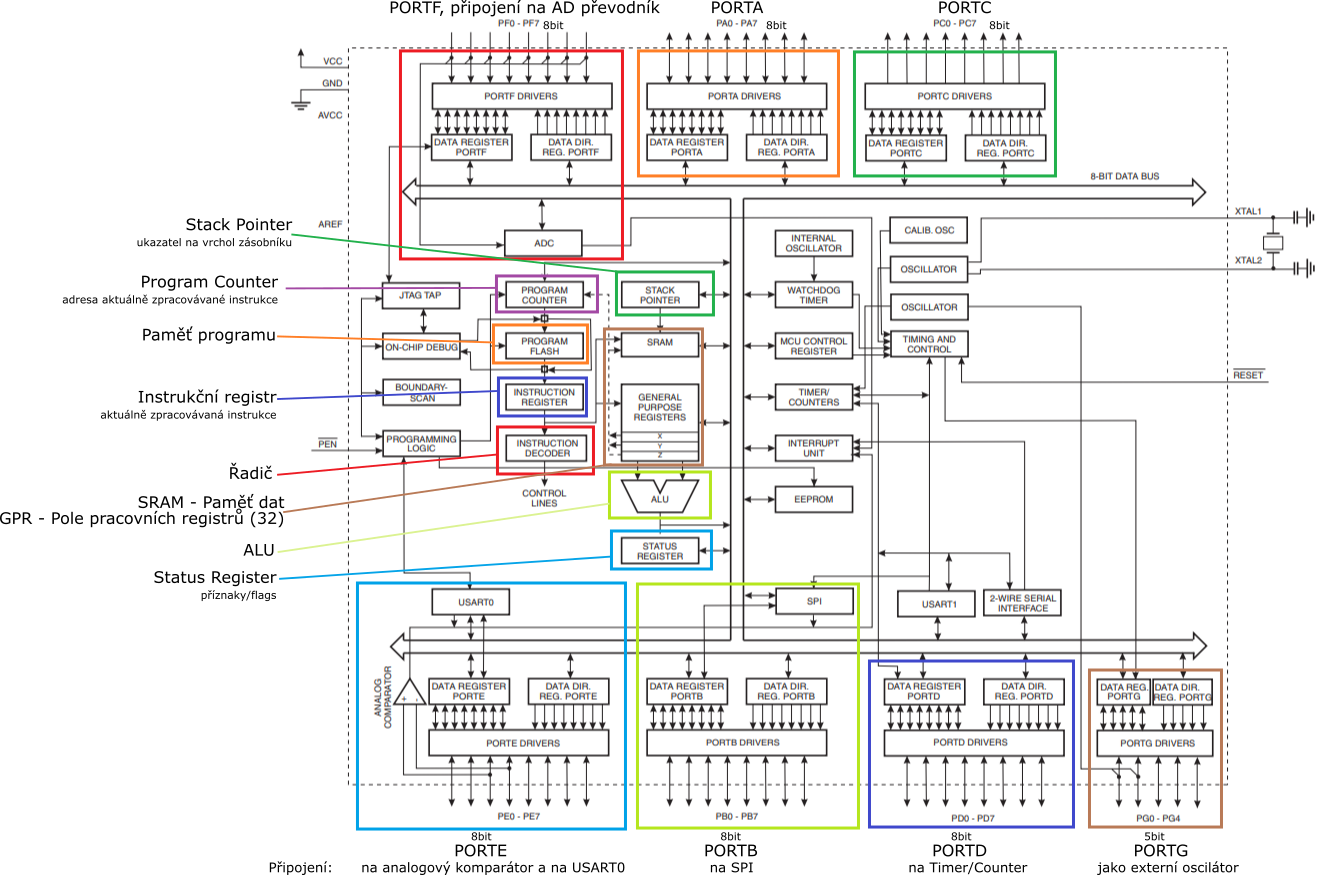 PORTF, připojení na AD převodník
PORTA
PORTC
PF0 - PF7
8bit
PA0 - PA7
8bit
PC0 - PC7
8bit
VCC
GND
AVCC
PORTF DRIVERS
PORTA DRIVERS
PORTC DRIVERS
DATA REGISTER
PORTF
DATA DIR.
REG. PORTF
DATA REGISTER
PORTA
DATA DIR.
REG. PORTA
DATA REGISTER
PORTC
DATA DIR.
REG. PORTC
8-BIT DATA BUS
AREF
XTAL1
XTAL2
RESET
PEN
Stack Pointer
ukazatel na vrchol zásobníku
Program Counter
adresa aktuálně zpracovávané instrukce
Paměť programu
Instrukční registr
aktuálně zpracovávaná instrukce
Řadič
SRAM - Paměť dat
GPR - Pole pracovních registrů (32)
ALU
Status Register
příznaky/flags
ADC
JTAG TAP
ON-CHIP DEBUG
BOUNDARY-
SCAN
PROGRAMMING
LOGIC
PROGRAM
COUNTER
PROGRAM
FLASH
INSTRUCTION
REGISTER
INSTRUCTION
DECODER
CONTROL
LINES
STACK
POINTER
SRAM
GENERAL
PURPOSE
REGISTERS
X
Y
Z
ALU
STATUS
REGISTER
INTERNAL
OSCILLATOR
WATCHDOG
TIMER
MCU CONTROL
REGISTER
TIMER/
COUNTERS
INTERRUPT
UNIT
EEPROM
CALIB. OSC
OSCILLATOR
OSCILLATOR
TIMING AND
CONTROL
USART0
SPI
USART1
2-WIRE SERIAL
INTERFACE
ANALOG
COMPARATOR
+
-
DATA REGISTER
PORTE
DATA DIR.
REG. PORTE
DATA REGISTER
PORTB
DATA DIR.
REG. PORTB
DATA REGISTER
PORTD
DATA DIR.
REG. PORTD
DATA REG.
PORTG
DATA DIR.
REG. PORTG
PORTE DRIVERS
PORTB DRIVERS
PORTD DRIVERS
PORTG DRIVERS
PE0 - PE7
PB0 - PB7
PD0 - PD7
PG0 - PG4
8bit
8bit
8bit
5bit
PORTE
PORTB
PORTD
PORTG
Připojení:
na analogový komparátor a na USART0
na SPI
na Timer/Counter
jako externí oscilátor